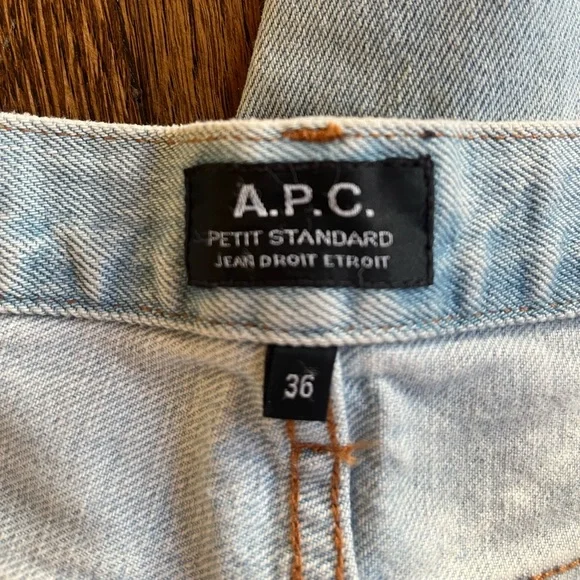 A.P.C.
PETIT STANDARD
JEAN DROIT ETROIT
36